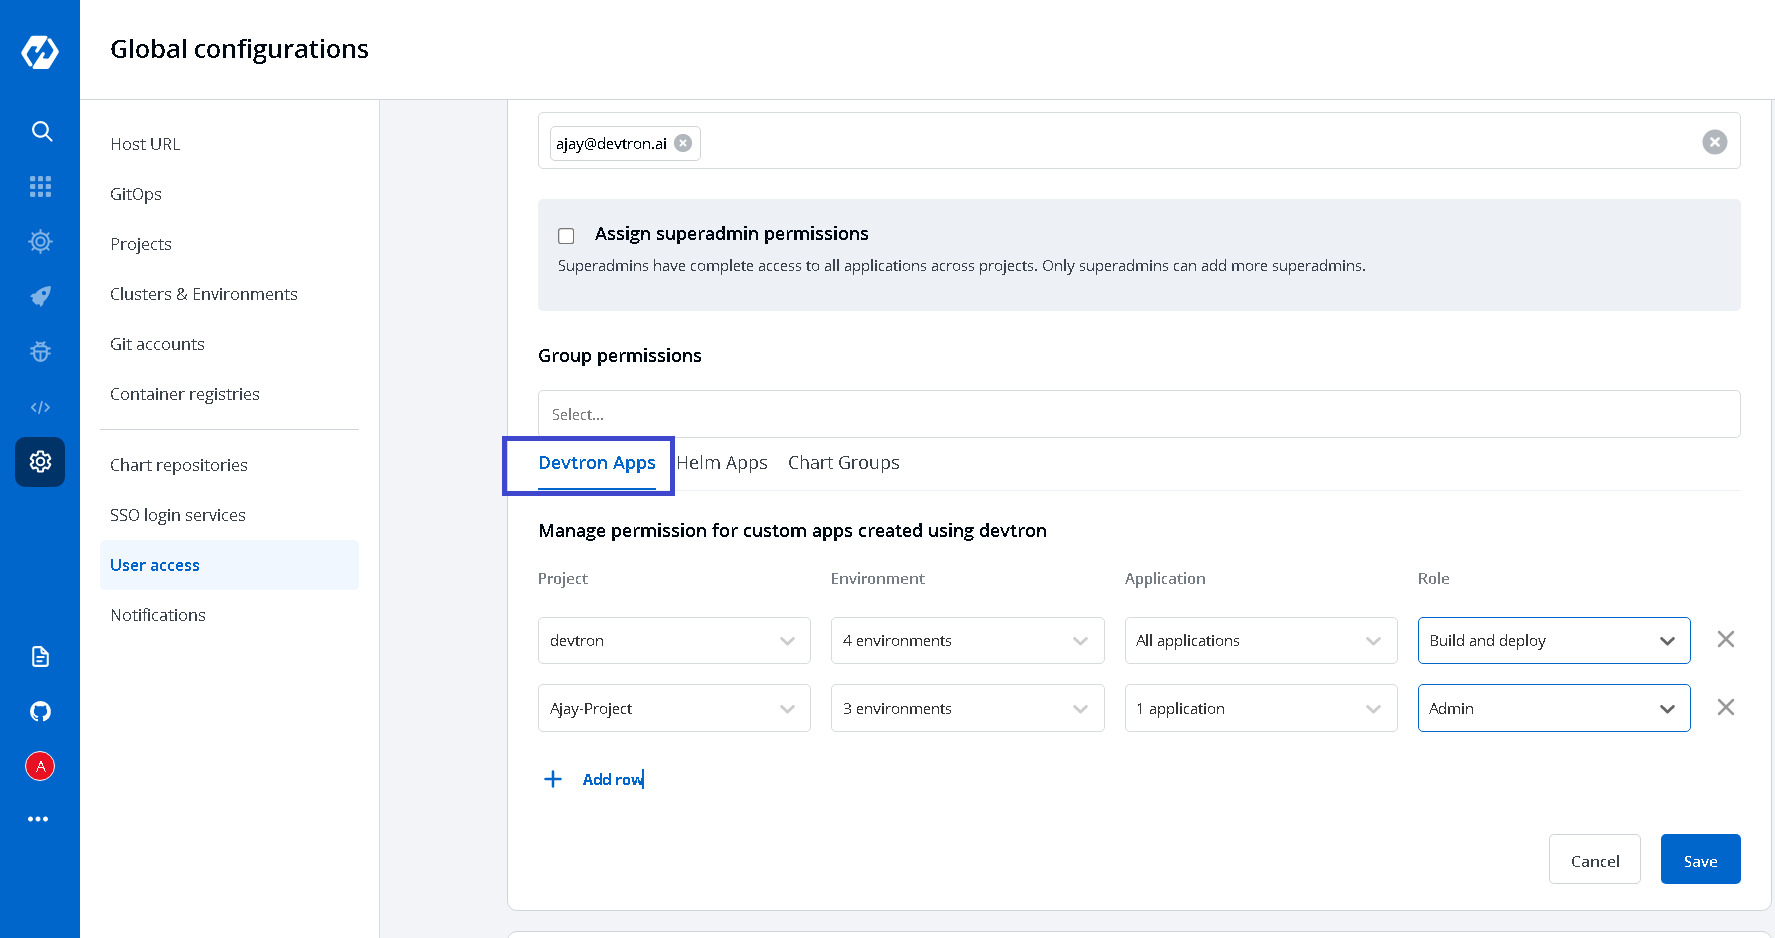 Global configurations
Host URL
GitOps
Projects
Clusters & Environments
Git accounts
Container registries
Chart repositories
SSO login services
User access
Notifications
A
ajay@devtron.ai
Assign superadmin permissions
Superadmins have complete access to all applications across projects. Only superadmins can add more superadmins.
Group permissions
Select...
Devtron Apps Helm Apps Chart Groups
Manage permission for custom apps created using devtron
Project Environment Application Role
devtron 4 environments All applications Build and deploy
Ajay-Project 3 environments 1 application Admin
Add row
Cancel Save